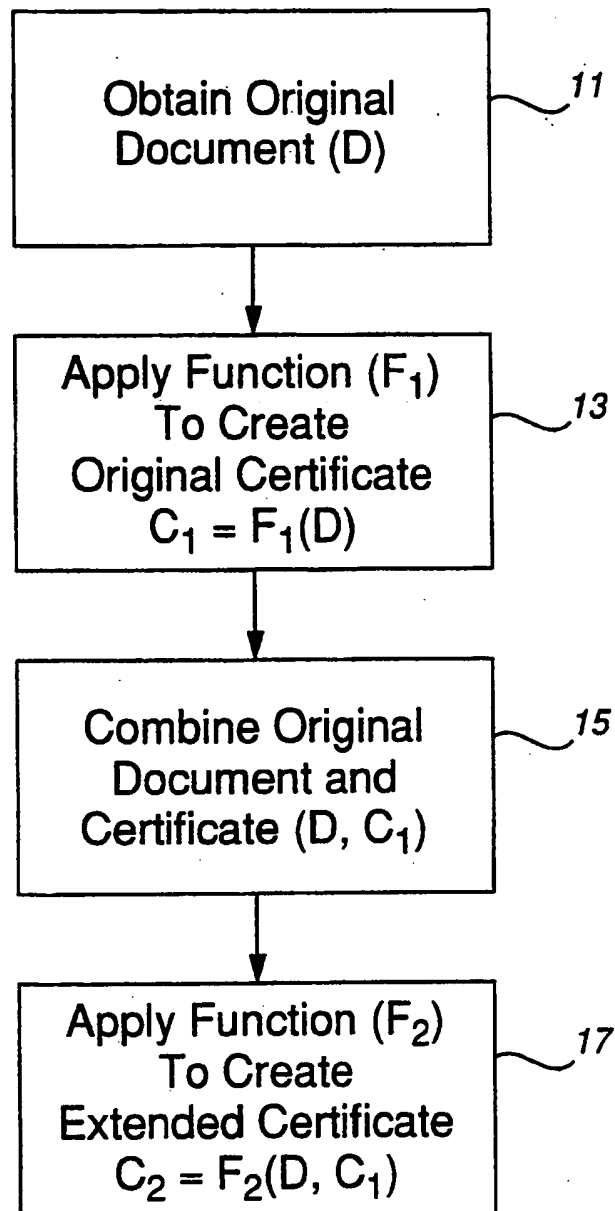 Obtain Original
Document (D)
11
Apply Function (F₁)
To Create
Original Certificate
C₁ = F₁(D)
13
Combine Original
Document and
Certificate (D, C₁)
15
Apply Function (F₂)
To Create
Extended Certificate
C₂ = F₂(D, C₁)
17